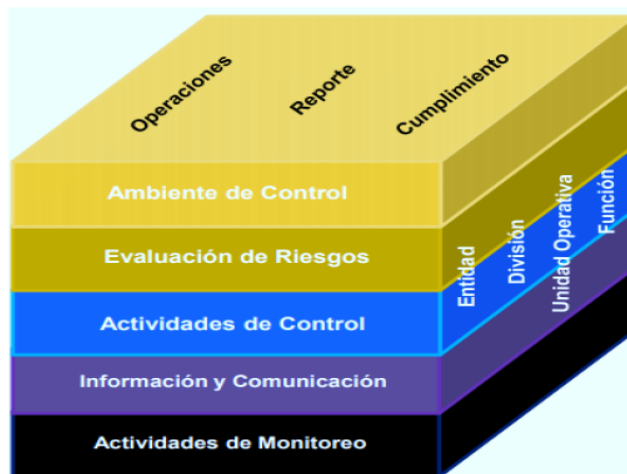 Operaciones
Reporte
Cumplimiento
Ambiente de Control
Evaluación de Riesgos
Actividades de Control
Información y Comunicación
Actividades de Monitoreo
Entidad
División
Unidad Operativa
Función